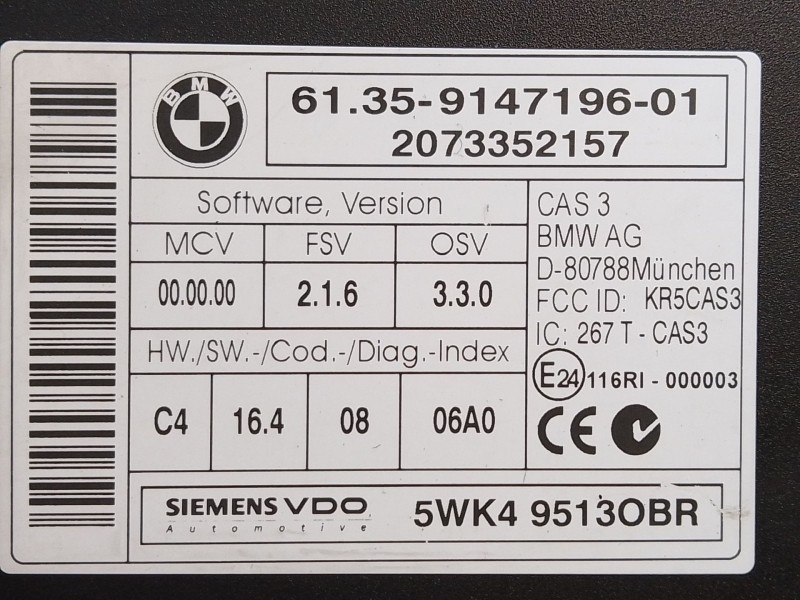 BMW
61.35-9147196-01
2073352157
Software, Version
MCV FSV OSV
00.00.00 2.1.6 3.3.0
HW./SW.-/Cod.-/Diag.-Index
C4 16.4 08 06A0
CAS 3
BMW AG
D-80788München
FCC ID: KR5CAS3
IC: 267 T - CAS3
E24 116RI - 000003
CE
SIEMENS VDO
Automotive
5WK4 9513OBR